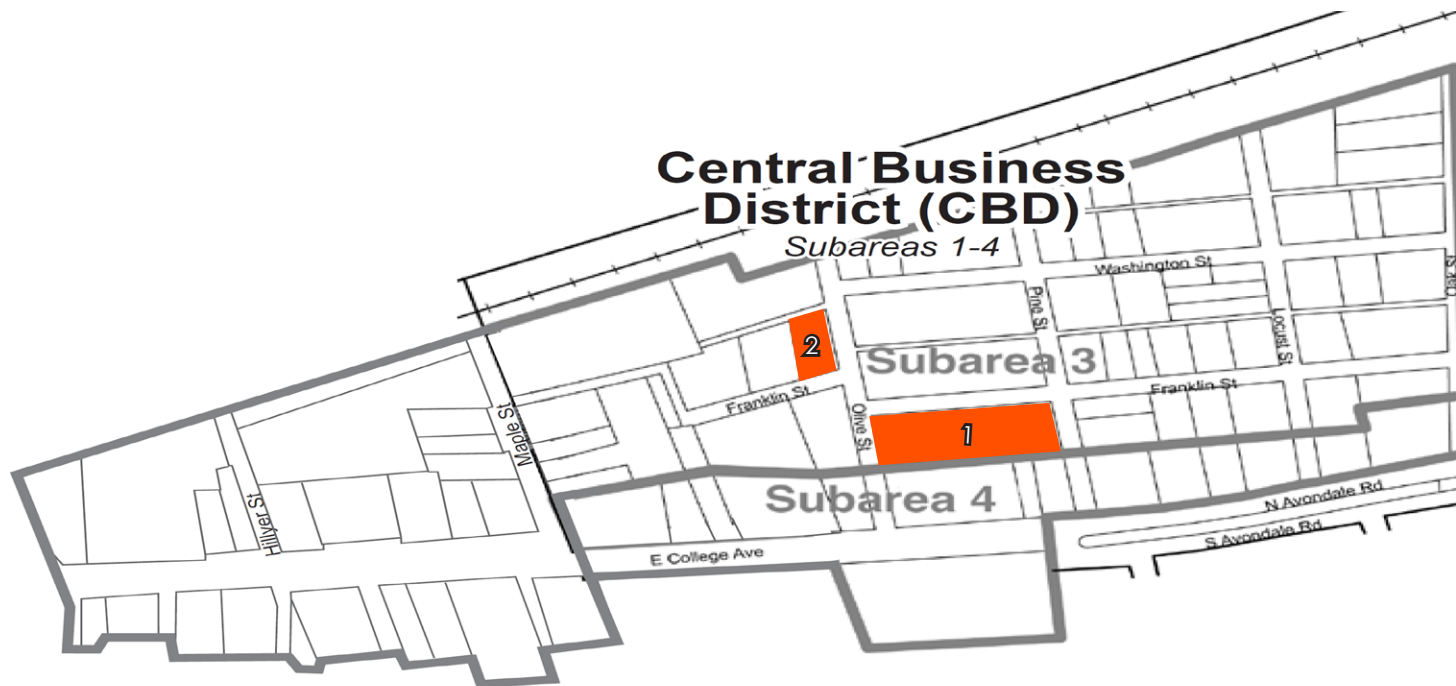 Central Business
District (CBD)
Subareas 1-4
Washington St
Pine St
Locust St
2
Subarea 3
Franklin St
Franklin St
Olive St
1
Maple St
Subarea 4
Hillyer St
N Avondale Rd
S Avondale Rd
E College Ave